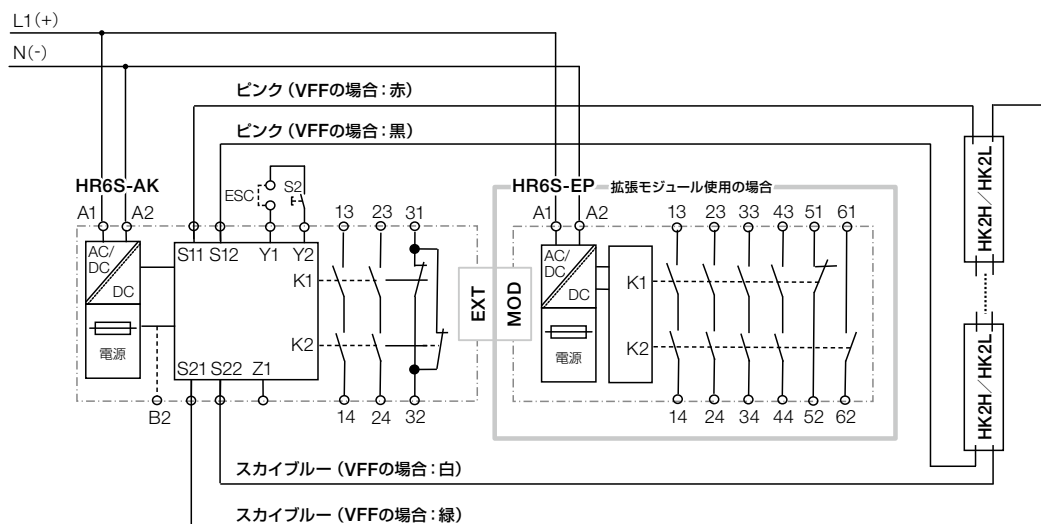 L1(+)
N(-)
ピンク（VFFの場合：赤）
ピンク（VFFの場合：黒）
HR6S-AK
ESC
S2
A1 A2
13 23 31
AC/
DC
DC
S11 S12 Y1 Y2
K1
K2
電源
S21 S22 Z1
B2
14 24 32
EXT
MOD
HR6S-EP
拡張モジュール使用の場合
A1 A2
13 23 33 43 51 61
AC/
DC
DC
K1
K2
電源
14 24 34 44 52 62
HK2H／HK2L
HK2H／HK2L
スカイブルー（VFFの場合：白）
スカイブルー（VFFの場合：緑）